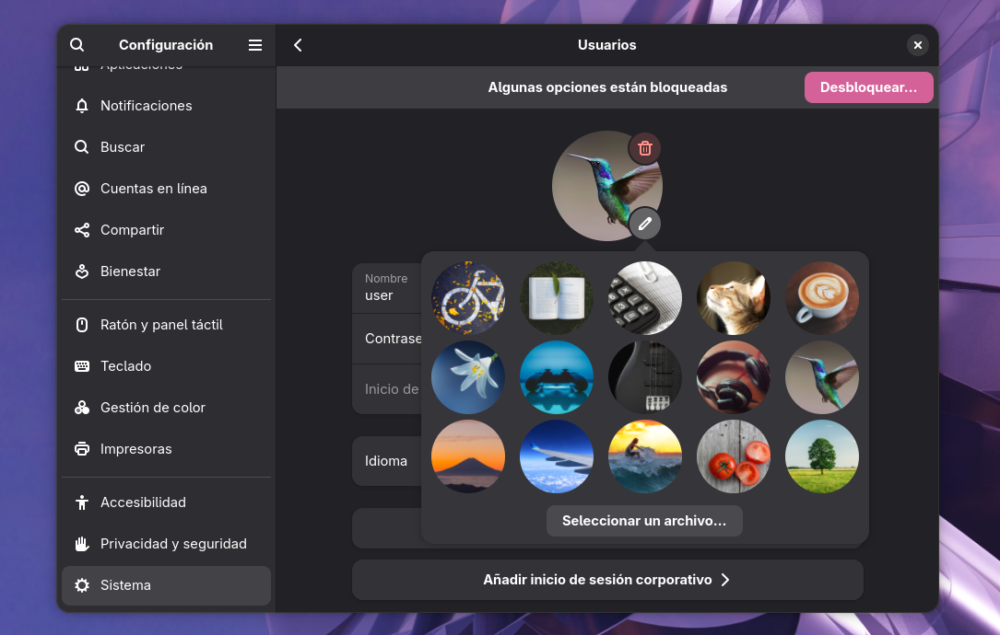 Configuración
Usuarios
Algunas opciones están bloqueadas
Desbloquear...
Aplicaciones
Notificaciones
Buscar
Cuentas en línea
Compartir
Bienestar
Ratón y panel táctil
Teclado
Gestión de color
Impresoras
Accesibilidad
Privacidad y seguridad
Sistema
Nombre
user
Contrase
Inicio de
Idioma
Seleccionar un archivo...
Añadir inicio de sesión corporativo